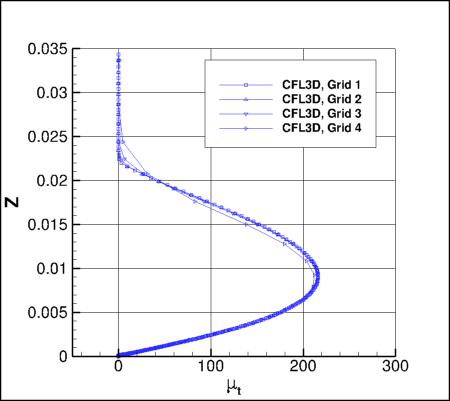 0.035
0.03
0.025
0.02
0.015
0.01
0.005
0
Z
CFL3D, Grid 1
CFL3D, Grid 2
CFL3D, Grid 3
CFL3D, Grid 4
0 100 200 300
μt